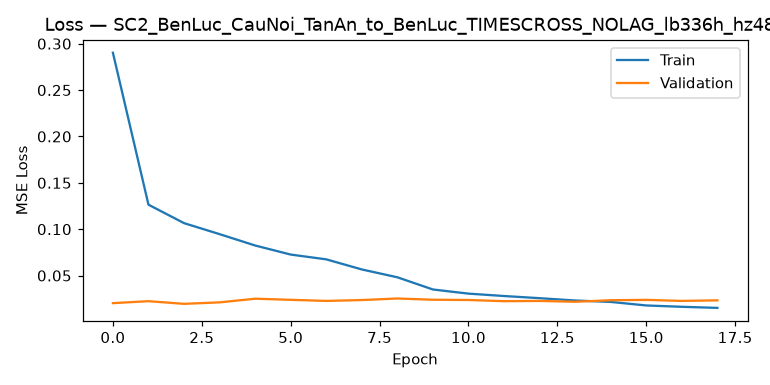 Loss — SC2_BenLuc_CauNoi_TanAn_to_BenLuc_TIMESCROSS_NOLAG_lb336h_hz48
0.30
0.25
0.20
0.15
0.10
0.05
MSE Loss
Train
Validation
0.0 2.5 5.0 7.5 10.0 12.5 15.0 17.5
Epoch